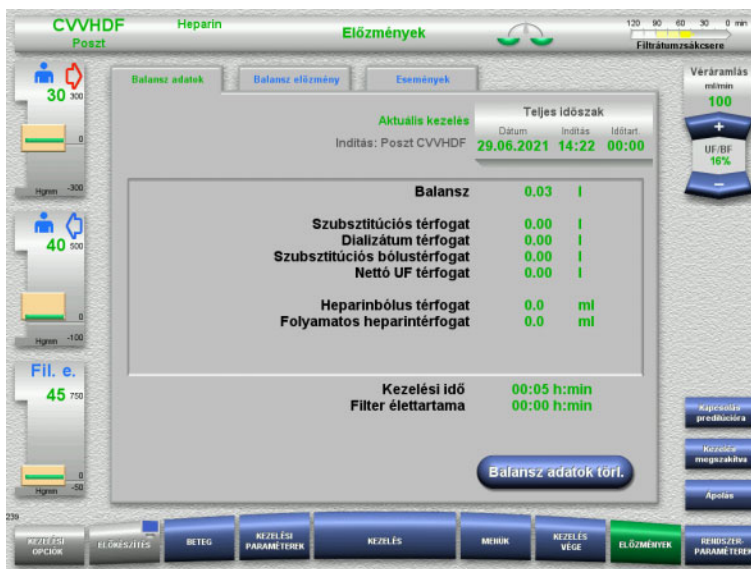 CVVHDF Heparin
Poszt
Előzmények
120 90 60 30 0 min
Filtrátumzsákcsere
30 300
0
Hgmm -300
40 500
0
Hgmm -100
Fil. e.
45 750
0
Hgmm -50
239
Balansz adatok
Balansz előzmény
Események
Aktuális kezelés
Indítás: Poszt CVVHDF
Teljes időszak
Dátum Indítás Időtart.
29.06.2021 14:22 00:00
Balansz 0.03 l
Szubsztitúciós térfogat 0.00 l
Dializátum térfogat 0.00 l
Szubsztitúciós bólustérfogat 0.00 l
Nettó UF térfogat 0.00 l
Heparinbólus térfogat 0.0 ml
Folyamatos heparintérfogat 0.0 ml
Kezelési idő 00:05 h:min
Filter élettartama 00:00 h:min
Balansz adatok törl.
Véráramlás
ml/min
100
+
UF/BF
16%
−
Kapcsolás
predilúcióra
Kezelés
megszakítva
Ápolás
KEZELÉSI
OPCIÓK
ELŐKÉSZÍTÉS
BETEG
KEZELÉSI
PARAMÉTEREK
KEZELÉS
MENÜK
KEZELÉS
VÉGE
ELŐZMÉNYEK
RENDSZER-
PARAMÉTEREK